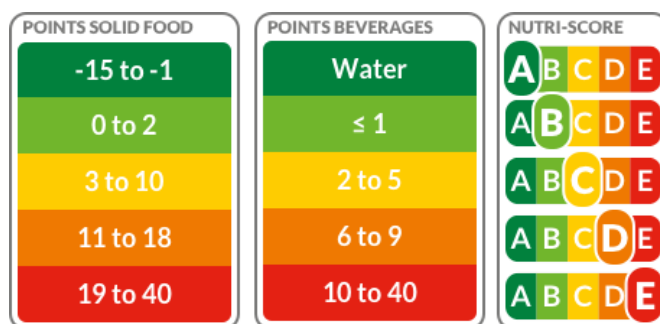 POINTS SOLID FOOD
-15 to -1
0 to 2
3 to 10
11 to 18
19 to 40
POINTS BEVERAGES
Water
≤ 1
2 to 5
6 to 9
10 to 40
NUTRI-SCORE
A B C D E
A B C D E
A B C D E
A B C D E
A B C D E